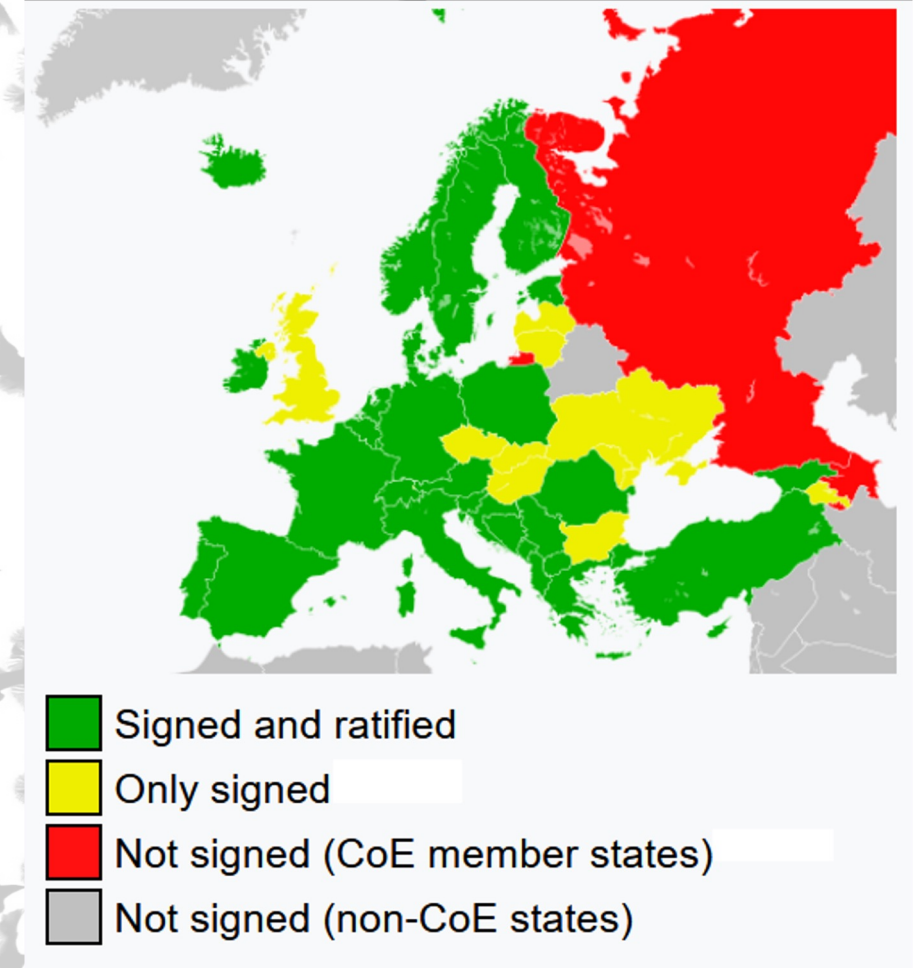 Signed and ratified
Only signed
Not signed (CoE member states)
Not signed (non-CoE states)